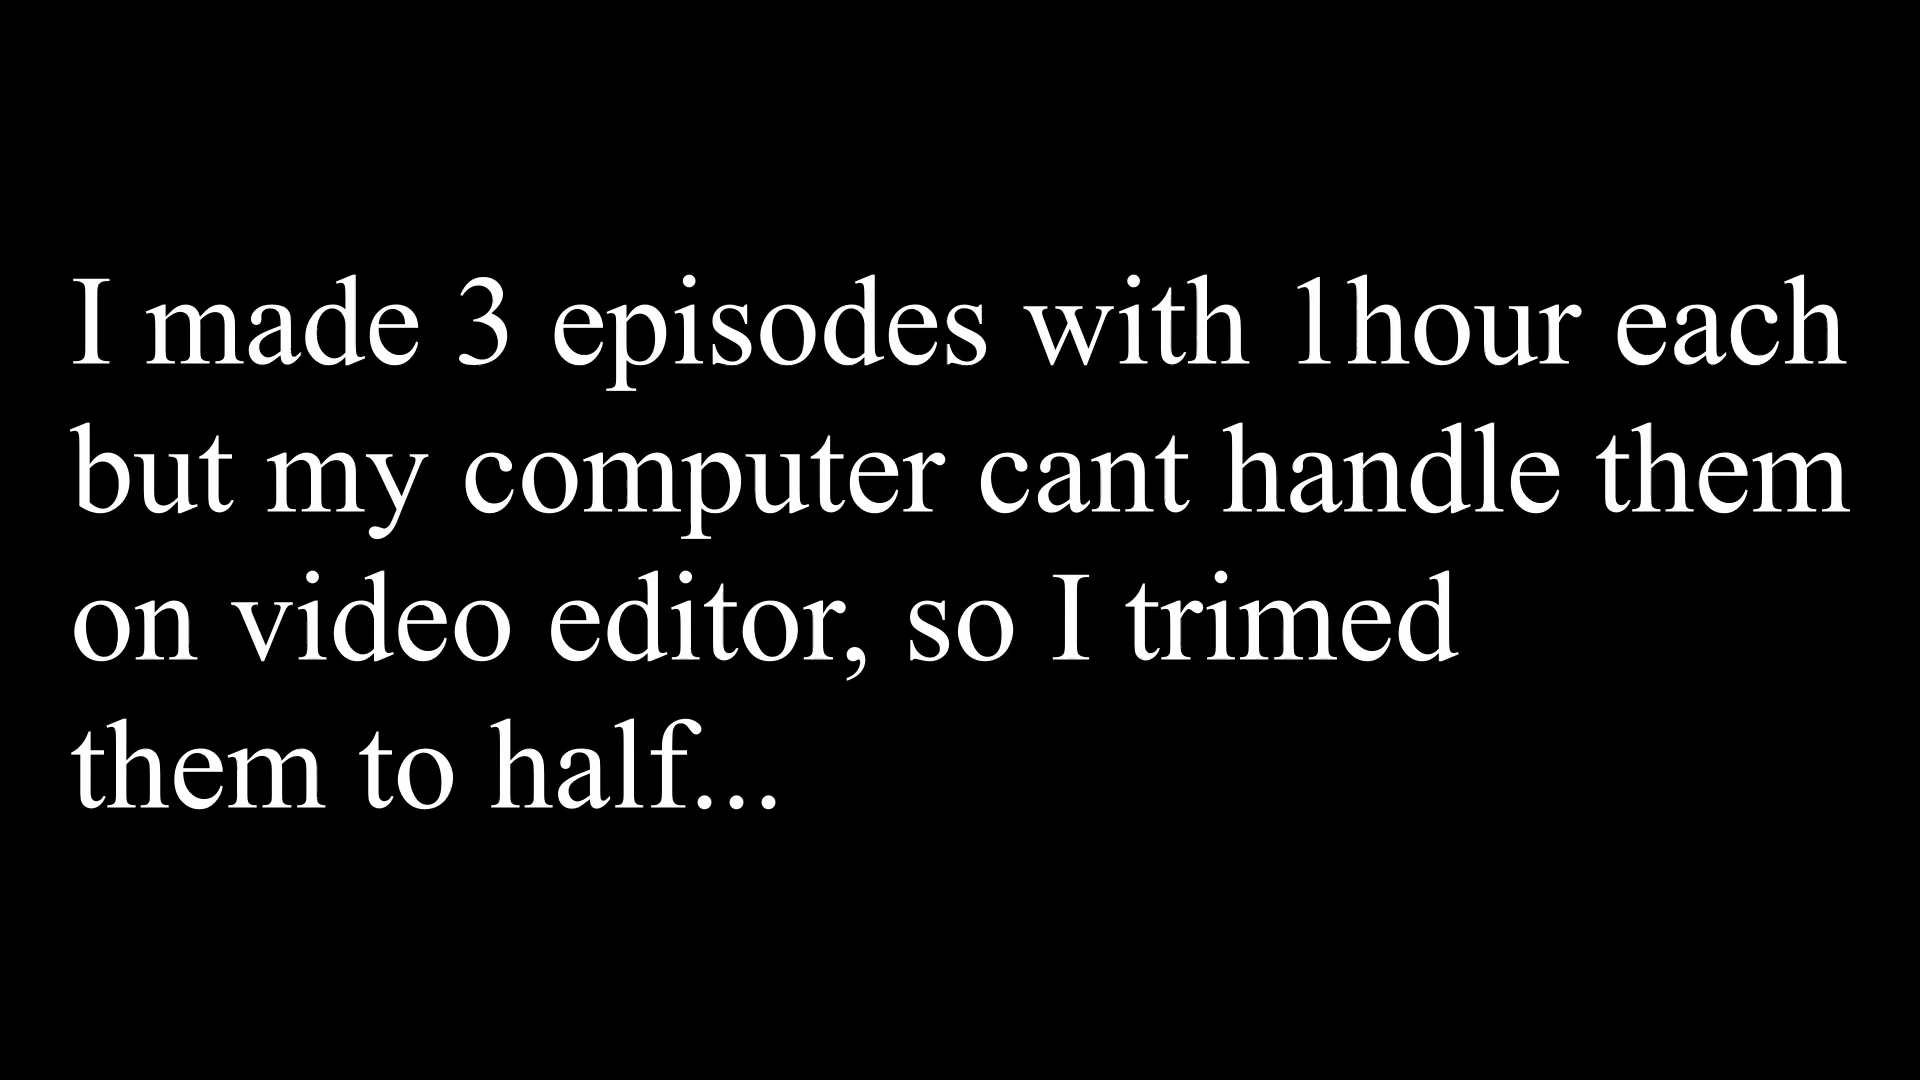 I made 3 episodes with 1hour each
but my computer cant handle them
on video editor, so I trimed
them to half...